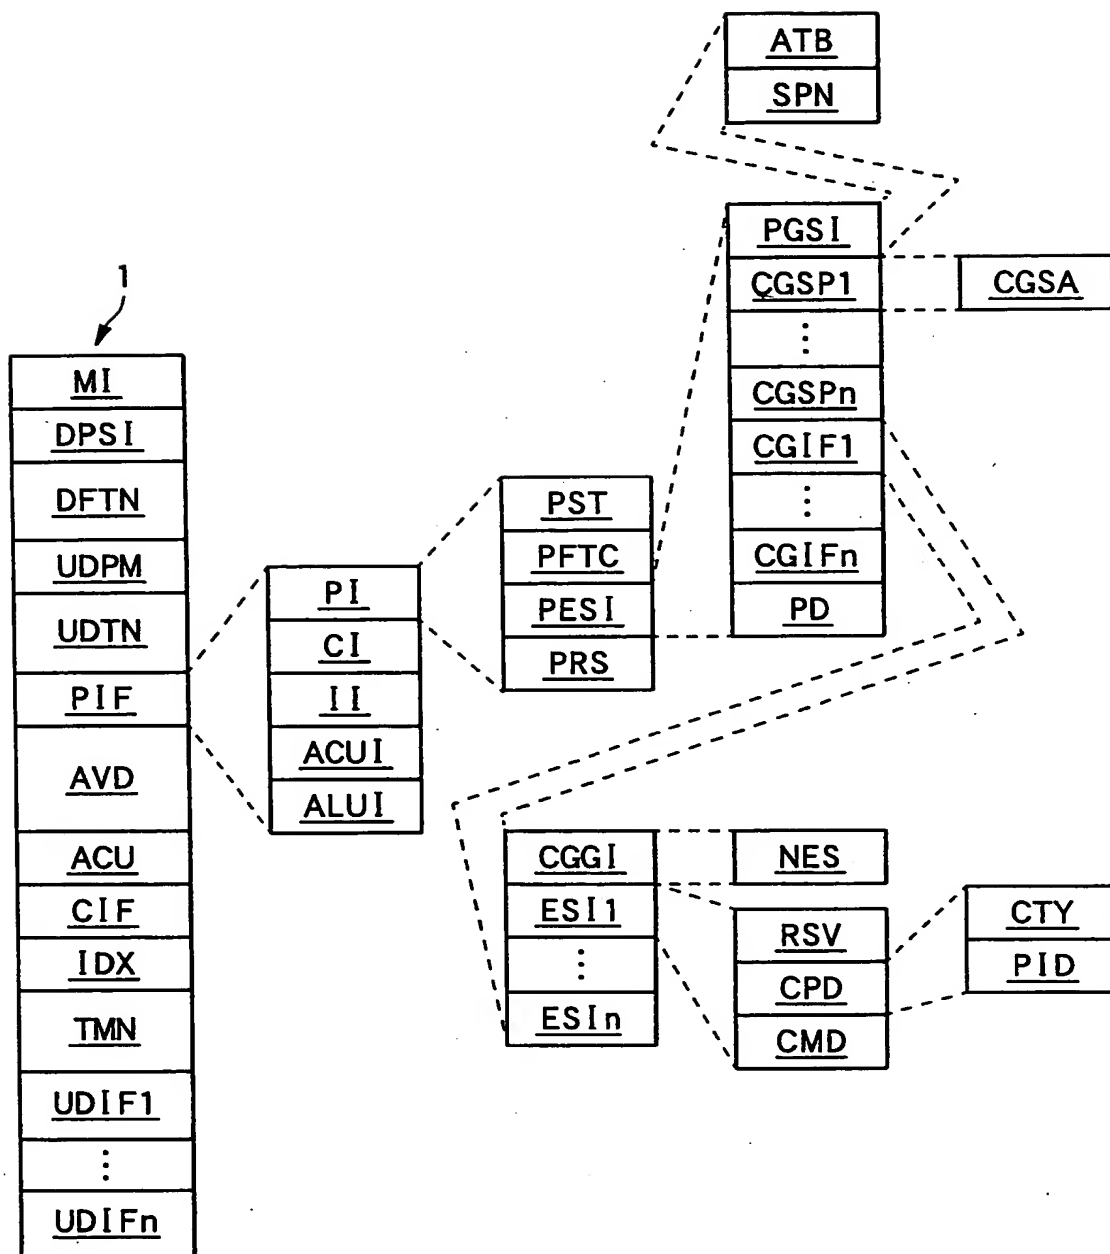 1
MI
DPSI
DFTN
UDPM
UDTN
PIF
AVD
ACU
CIF
IDX
TMN
UDIF1
⋮
UDIFn
PI
CI
II
ACUI
ALUI
PST
PFTC
PESI
PRS
ATB
SPN
PGSI
CGSP1
⋮
CGSPn
CGIF1
⋮
CGIFn
PD
CGSA
CGGI
ESI1
⋮
ESIn
NES
RSV
CPD
CMD
CTY
PID